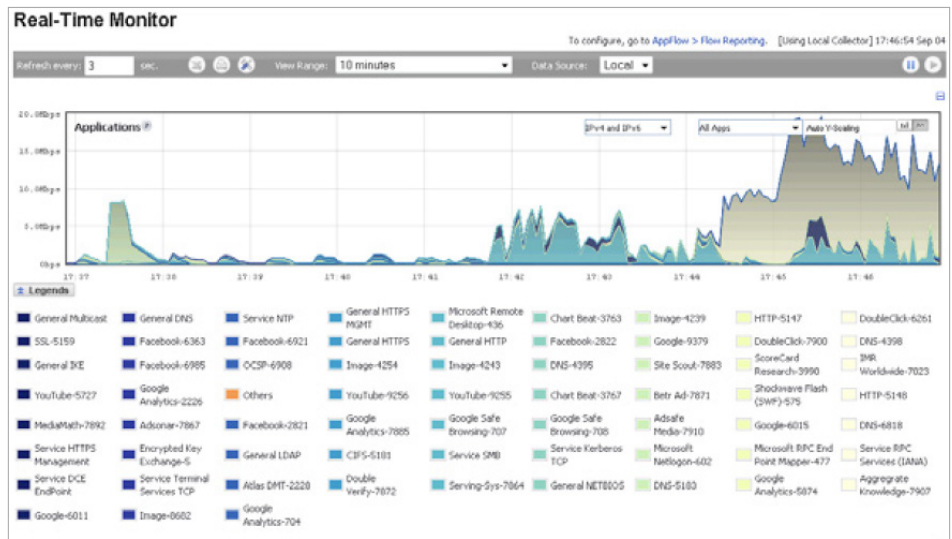 Real-Time Monitor
To configure, go to AppFlow > Flow Reporting. [Using Local Collector] 17:46:54 Sep 04
Refresh every: 3 sec. View Range: 10 minutes Data Source: Local
20.0Mbps Applications IPv4 and IPv6 All Apps Auto Y-Scaling
15.0Mbps
10.0Mbps
5.0Mbps
0bps
17:37 17:38 17:39 17:40 17:41 17:42 17:43 17:44 17:45 17:46
Legends
General Multicast General DNS Service NTP General HTTPS MGMT Microsoft Remote Desktop-436 Chart Beat-3763 Image-4239 HTTP-5147 DoubleClick-6261
SSL-5159 Facebook-6363 Facebook-6921 General HTTPS General HTTP Facebook-2822 Google-9379 DoubleClick-7900 DNS-4398
General IKE Facebook-6985 OCSP-6908 Image-4254 Image-4243 DNS-4395 Site Scout-7883 ScoreCard Research-3990 IMR Worldwide-7023
YouTube-5727 Google Analytics-2226 Others YouTube-9256 YouTube-9255 Chart Beat-3767 Betr Ad-7871 Shockwave Flash (SWF)-575 HTTP-5148
MediaMath-7892 Adsonar-7867 Facebook-2821 Google Analytics-7885 Google Safe Browsing-707 Google Safe Browsing-708 Adsafe Media-7910 Google-6015 DNS-6818
Service HTTPS Management Encrypted Key Exchange-5 General LDAP CIFS-5181 Service SMB Service Kerberos TCP Microsoft Netlogon-602 Microsoft RPC End Point Mapper-477 Service RPC Services (IANA)
Service DCE EndPoint Service Terminal Services TCP Atlas DMT-2228 Double Verify-7872 Serving-Sys-7864 General NETBIOS DNS-5183 Google Analytics-5874 Aggregrate Knowledge-7907
Google-6011 Image-8682 Google Analytics-704